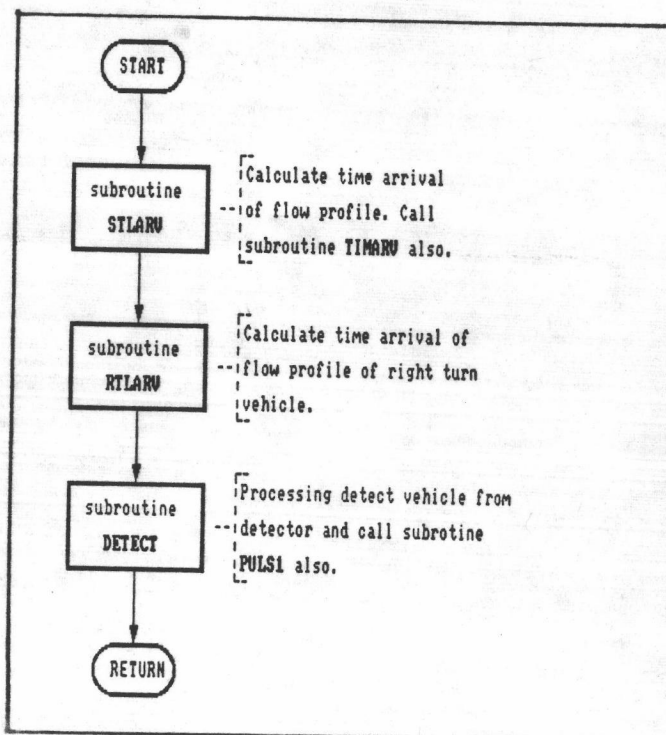 START
subroutine
STLARV
Calculate time arrival
of flow profile. Call
subroutine TIMARV also.
subroutine
RTLARV
Calculate time arrival of
flow profile of right turn
vehicle.
subroutine
DETECT
Processing detect vehicle from
detector and call subrotine
PULS1 also.
RETURN